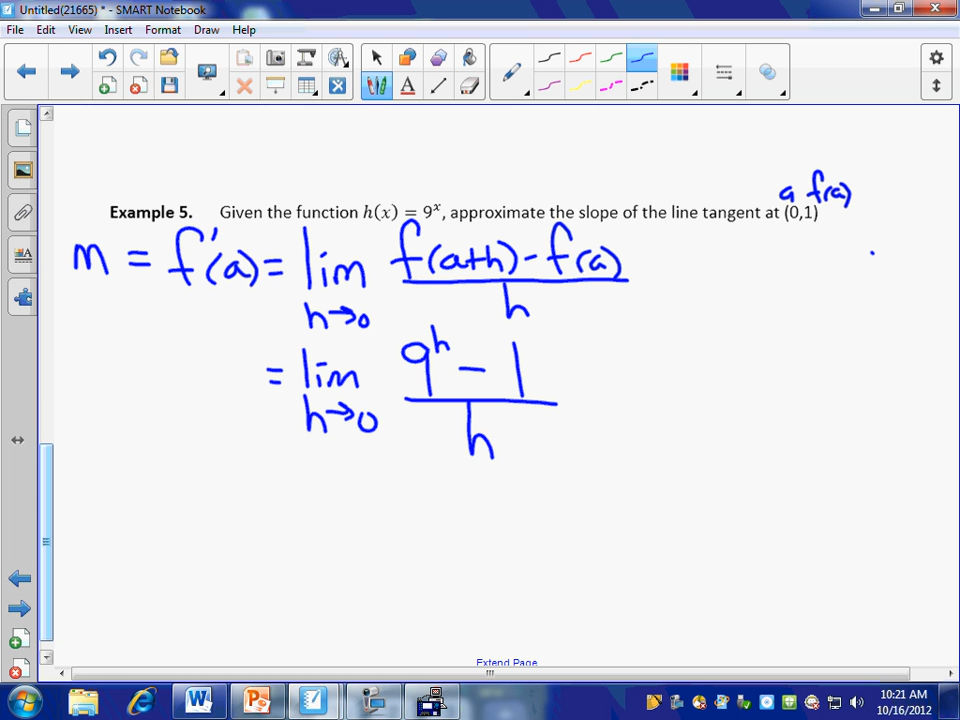 Untitled(21665) * - SMART Notebook
File Edit View Insert Format Draw Help
a f(a)
Example 5. Given the function h(x) = 9^x, approximate the slope of the line tangent at (0,1)
m = f'(a) = lim h→0 f(a+h) - f(a) / h
= lim h→0 9^h - 1 / h
Extend Page
10:21 AM
10/16/2012